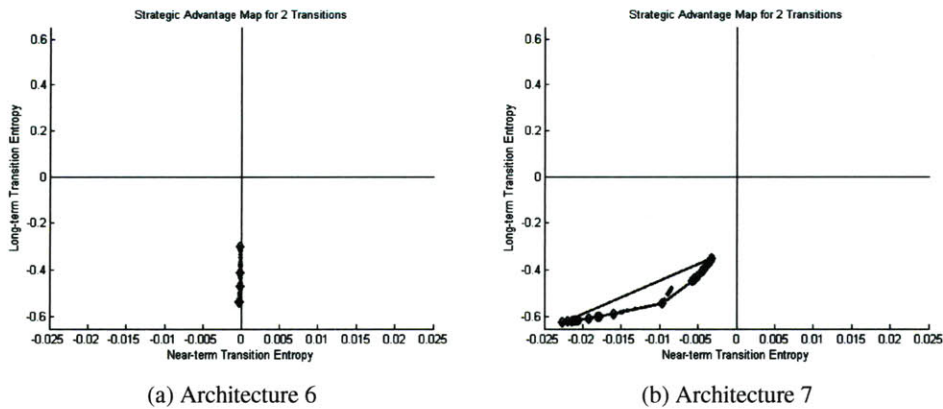 Strategic Advantage Map for 2 Transitions
0.6
0.4
0.2
0
-0.2
-0.4
-0.6
Long-term Transition Entropy
-0.025 -0.02 -0.015 -0.01 -0.005 0 0.005 0.01 0.015 0.02 0.025
Near-term Transition Entropy
(a) Architecture 6
Strategic Advantage Map for 2 Transitions
0.6
0.4
0.2
0
-0.2
-0.4
-0.6
Long-term Transition Entropy
-0.025 -0.02 -0.015 -0.01 -0.005 0 0.005 0.01 0.015 0.02 0.025
Near-term Transition Entropy
(b) Architecture 7